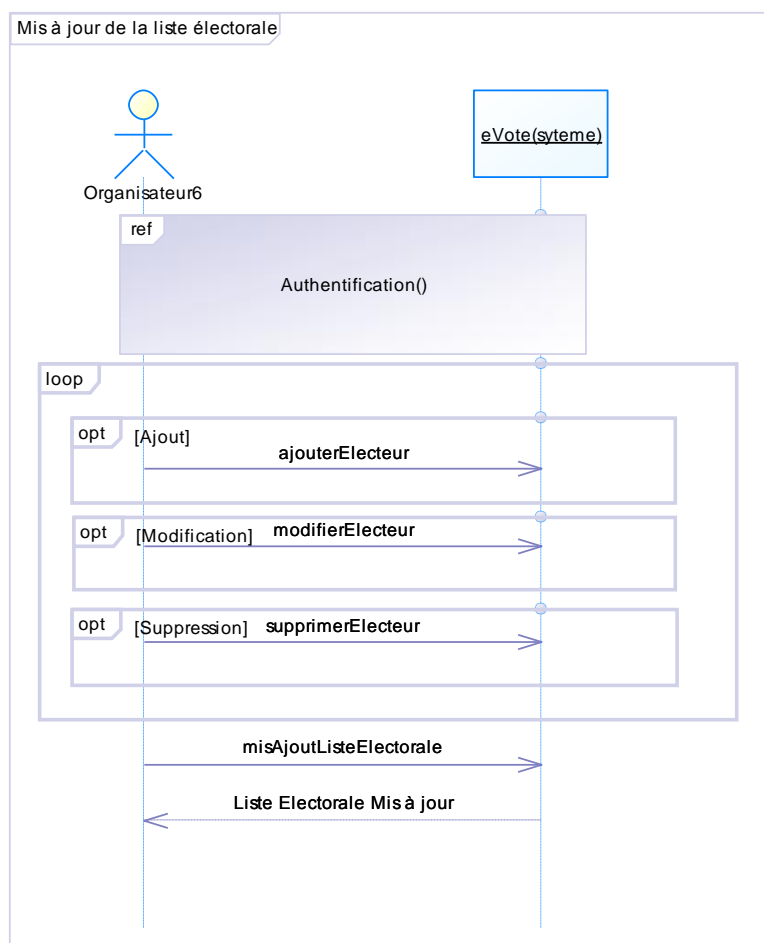 Mis à jour de la liste électorale
eVote(syteme)
Organisateur6
ref
Authentification()
loop
opt [Ajout]
ajouterElecteur
opt [Modification] modifierElecteur
opt [Suppression] supprimerElecteur
misAjoutListeElectorale
Liste Electorale Mis à jour